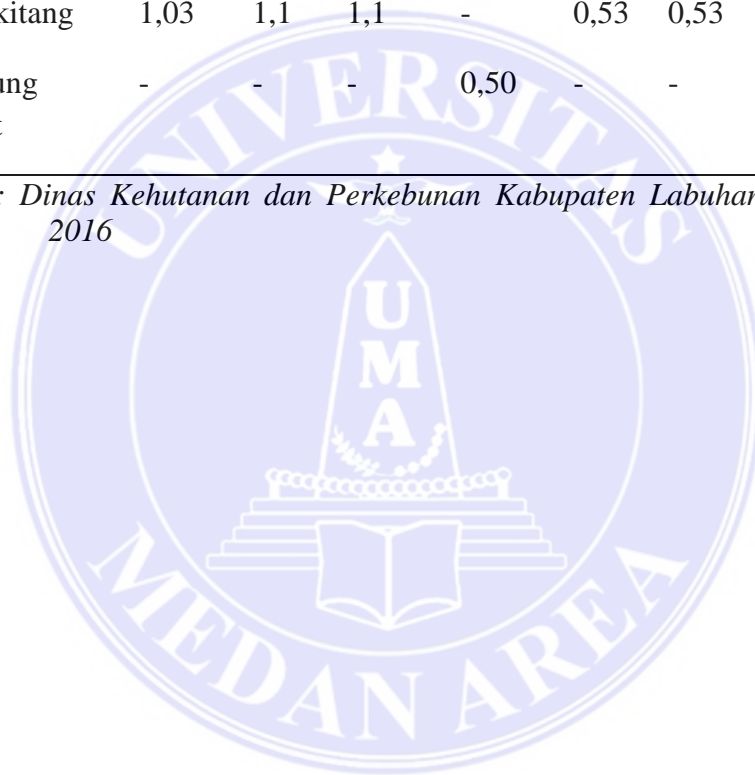 kitang 1,03 1,1 1,1 - 0,53 0,53
ung - - - 0,50 - -
t
: Dinas Kehutanan dan Perkebunan Kabupaten Labuhan
2016
UNIVERSITAS
UMA
MEDAN AREA